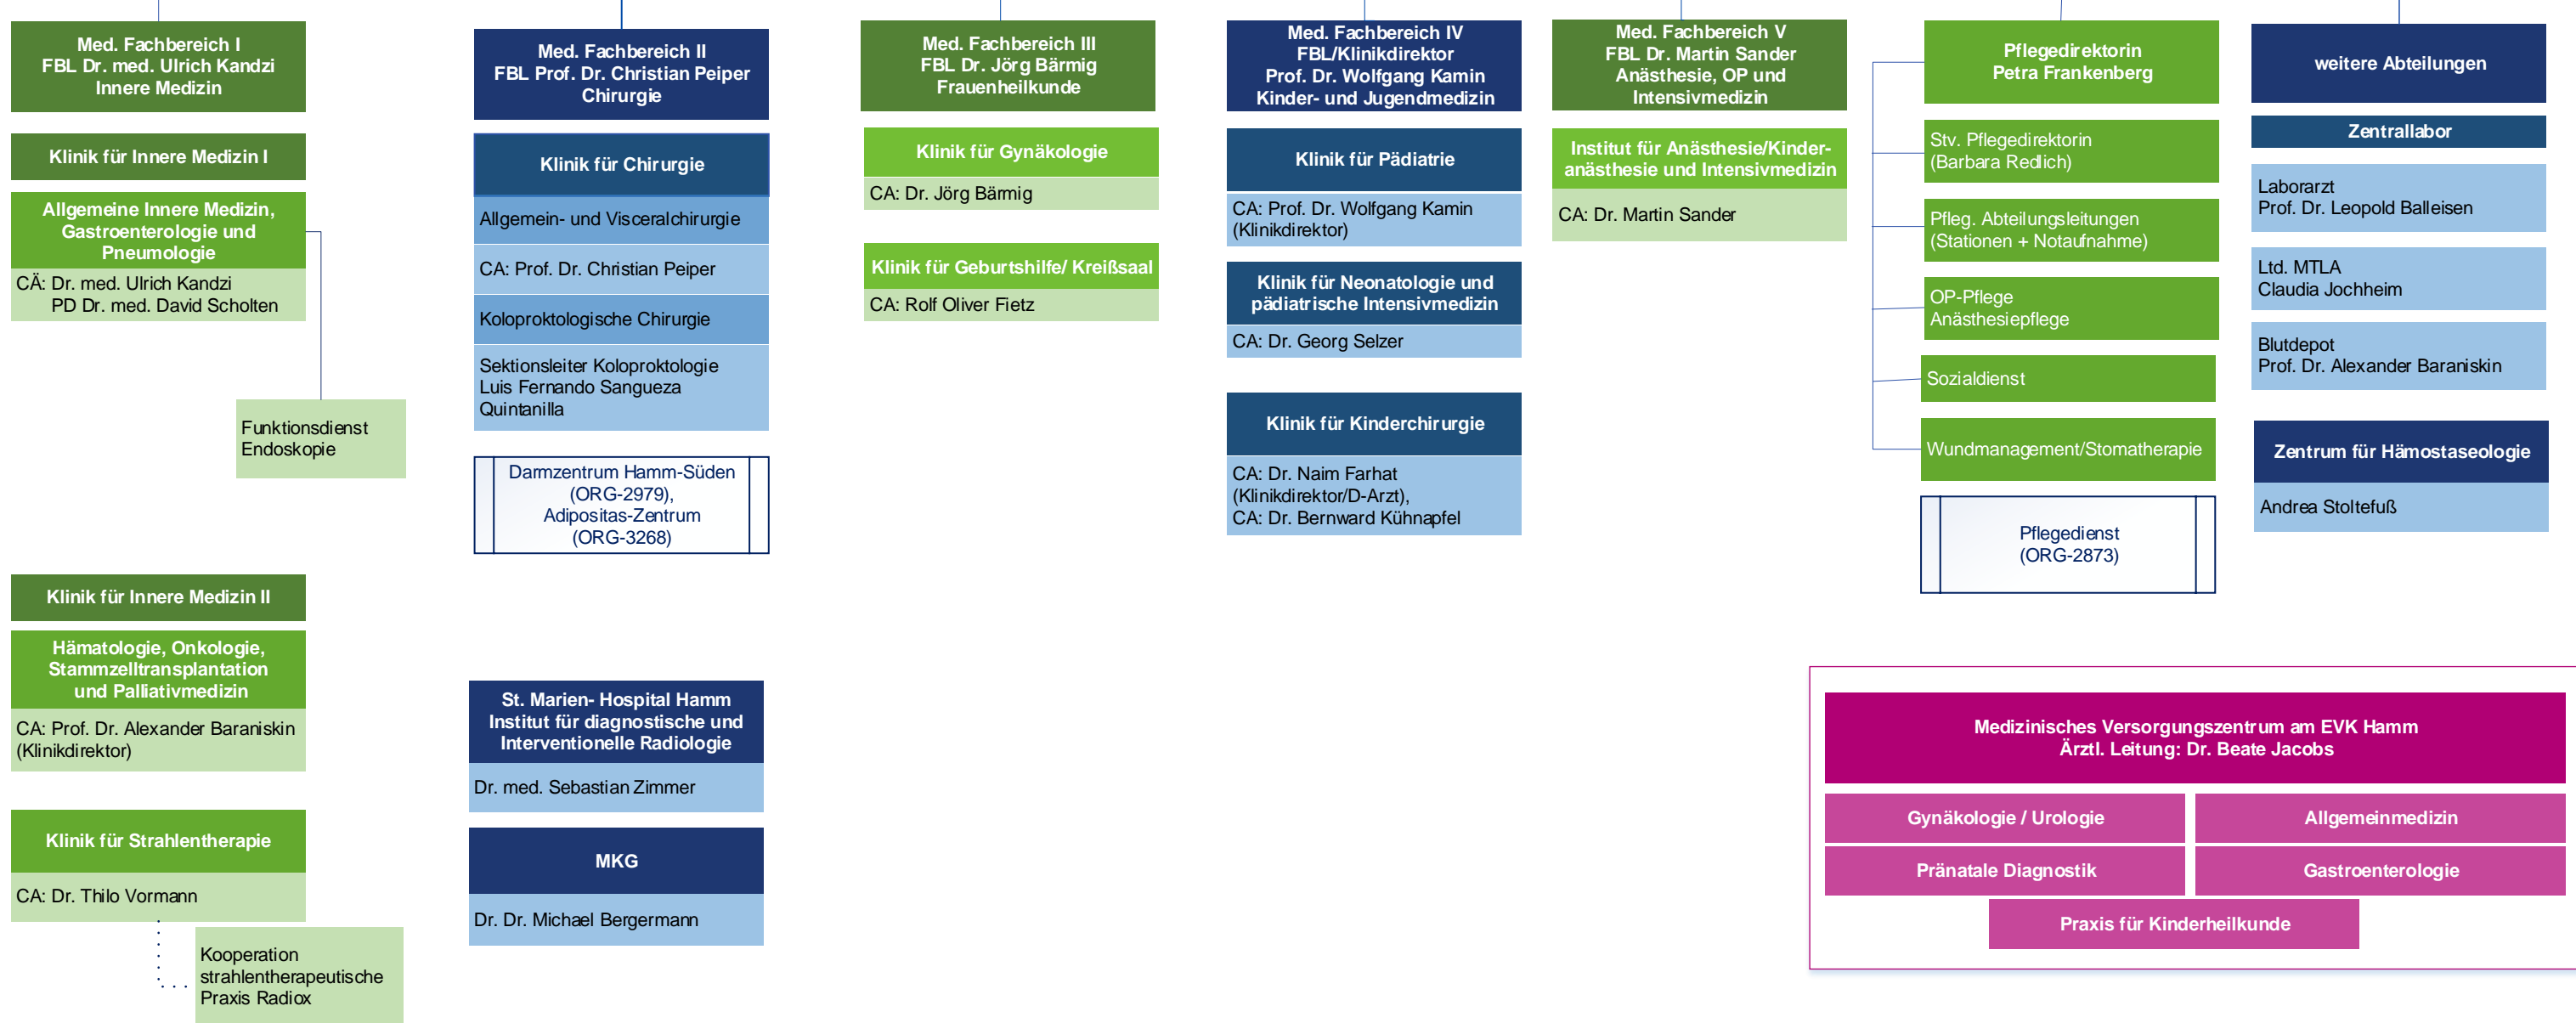 Med. Fachbereich I
FBL Dr. med. Ulrich Kandzi
Innere Medizin
Klinik für Innere Medizin I
Allgemeine Innere Medizin,
Gastroenterologie und
Pneumologie
CÄ: Dr. med. Ulrich Kandzi
PD Dr. med. David Scholten
Funktionsdienst
Endoskopie
Klinik für Innere Medizin II
Hämatologie, Onkologie,
Stammzelltransplantation
und Palliativmedizin
CA: Prof. Dr. Alexander Baraniskin
(Klinikdirektor)
Klinik für Strahlentherapie
CA: Dr. Thilo Vormann
Kooperation
strahlentherapeutische
Praxis Radiox
Med. Fachbereich II
FBL Prof. Dr. Christian Peiper
Chirurgie
Klinik für Chirurgie
Allgemein- und Visceralchirurgie
CA: Prof. Dr. Christian Peiper
Koloproktologische Chirurgie
Sektionsleiter Koloproktologie
Luis Fernando Sangueza
Quintanilla
Darmzentrum Hamm-Süden
(ORG-2979),
Adipositas-Zentrum
(ORG-3268)
St. Marien- Hospital Hamm
Institut für diagnostische und
Interventionelle Radiologie
Dr. med. Sebastian Zimmer
MKG
Dr. Dr. Michael Bergermann
Med. Fachbereich III
FBL Dr. Jörg Bärmig
Frauenheilkunde
Klinik für Gynäkologie
CA: Dr. Jörg Bärmig
Klinik für Geburtshilfe/ Kreißsaal
CA: Rolf Oliver Fietz
Med. Fachbereich IV
FBL/Klinikdirektor
Prof. Dr. Wolfgang Kamin
Kinder- und Jugendmedizin
Klinik für Pädiatrie
CA: Prof. Dr. Wolfgang Kamin
(Klinikdirektor)
Klinik für Neonatologie und
pädiatrische Intensivmedizin
CA: Dr. Georg Selzer
Klinik für Kinderchirurgie
CA: Dr. Naim Farhat
(Klinikdirektor/D-Arzt),
CA: Dr. Bernward Kühnapfel
Med. Fachbereich V
FBL Dr. Martin Sander
Anästhesie, OP und
Intensivmedizin
Institut für Anästhesie/Kinder-
anästhesie und Intensivmedizin
CA: Dr. Martin Sander
Pflegedirektorin
Petra Frankenberg
Stv. Pflegedirektorin
(Barbara Redlich)
Pfleg. Abteilungsleitungen
(Stationen + Notaufnahme)
OP-Pflege
Anästhesiepflege
Sozialdienst
Wundmanagement/Stomatherapie
Pflegedienst
(ORG-2873)
weitere Abteilungen
Zentrallabor
Laborarzt
Prof. Dr. Leopold Balleisen
Ltd. MTLA
Claudia Jochheim
Blutdepot
Prof. Dr. Alexander Baraniskin
Zentrum für Hämostaseologie
Andrea Stoltefuß
Medizinisches Versorgungszentrum am EVK Hamm
Ärztl. Leitung: Dr. Beate Jacobs
Gynäkologie / Urologie
Allgemeinmedizin
Pränatale Diagnostik
Gastroenterologie
Praxis für Kinderheilkunde